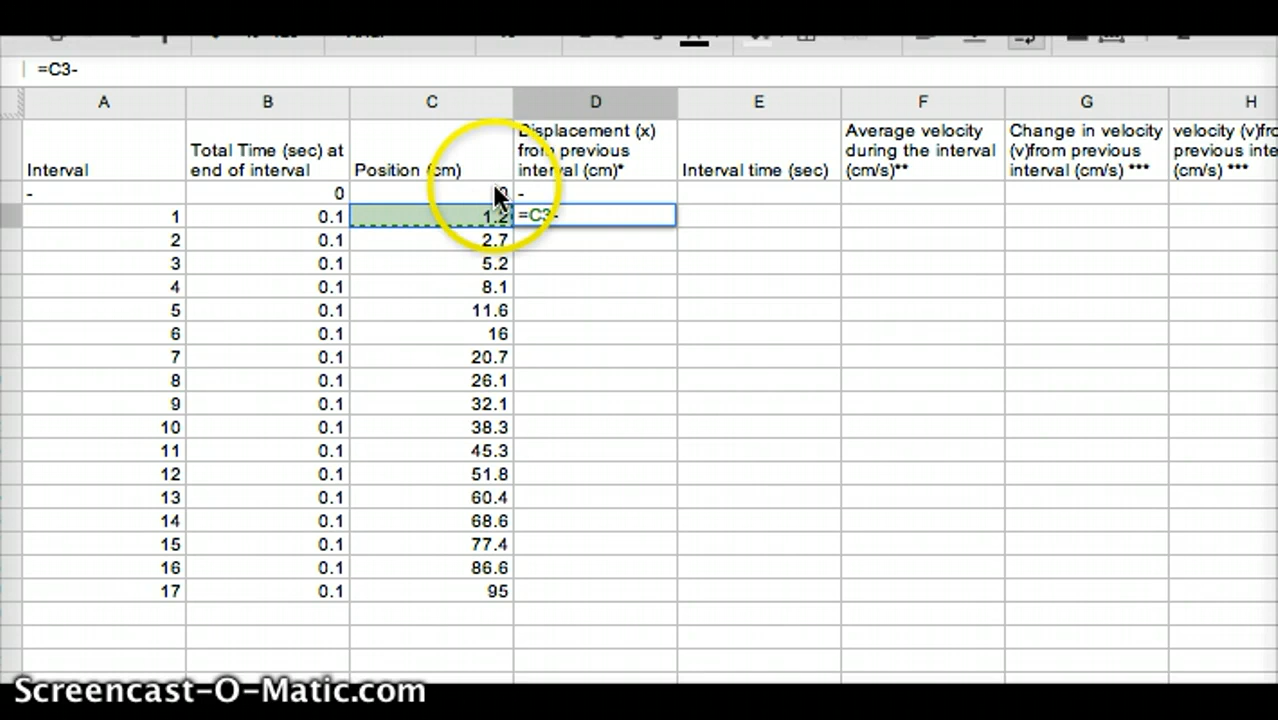 =C3-
A B C D E F G H
Displacement (x) Average velocity Change in velocity velocity (v)fro
Total Time (sec) at from previous during the interval (v)from previous previous inte
Interval end of interval Position (cm) interval (cm)* Interval time (sec) (cm/s)** interval (cm/s) *** (cm/s) ***
- 0 0 -
1 0.1 1.2 =C3-
2 0.1 2.7
3 0.1 5.2
4 0.1 8.1
5 0.1 11.6
6 0.1 16
7 0.1 20.7
8 0.1 26.1
9 0.1 32.1
10 0.1 38.3
11 0.1 45.3
12 0.1 51.8
13 0.1 60.4
14 0.1 68.6
15 0.1 77.4
16 0.1 86.6
17 0.1 95
Screencast-O-Matic.com